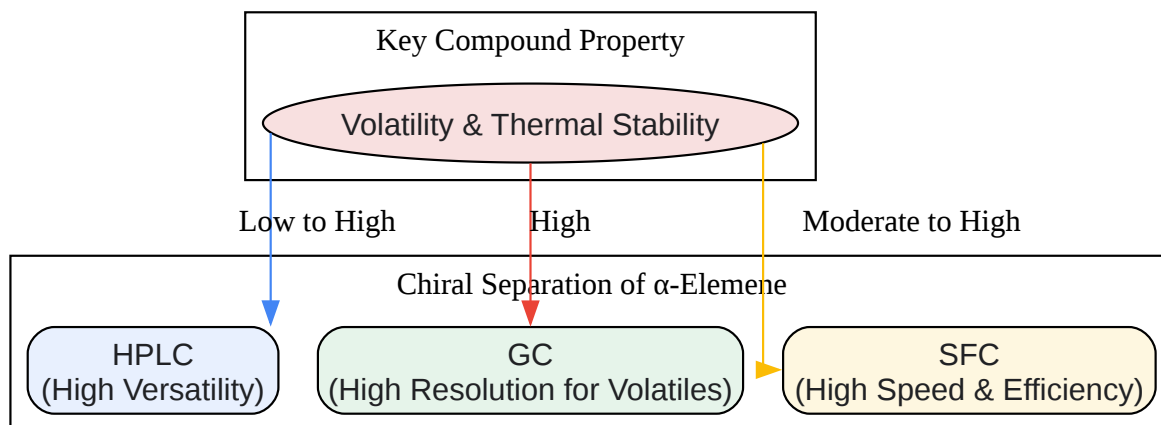 Key Compound Property
Volatility & Thermal Stability
Low to High
High
Moderate to High
Chiral Separation of α-Elemene
HPLC
(High Versatility)
GC
(High Resolution for Volatiles)
SFC
(High Speed & Efficiency)